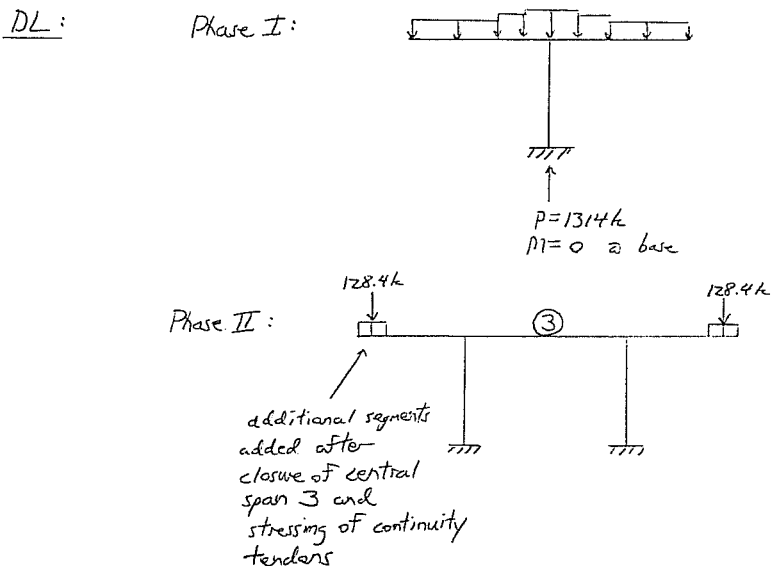 DL:
Phase I:
P=1314k
M=0 @ base
128.4k
128.4k
Phase II:
3
additional segments
added after
closure of central
span 3 and
stressing of continuity
tendons